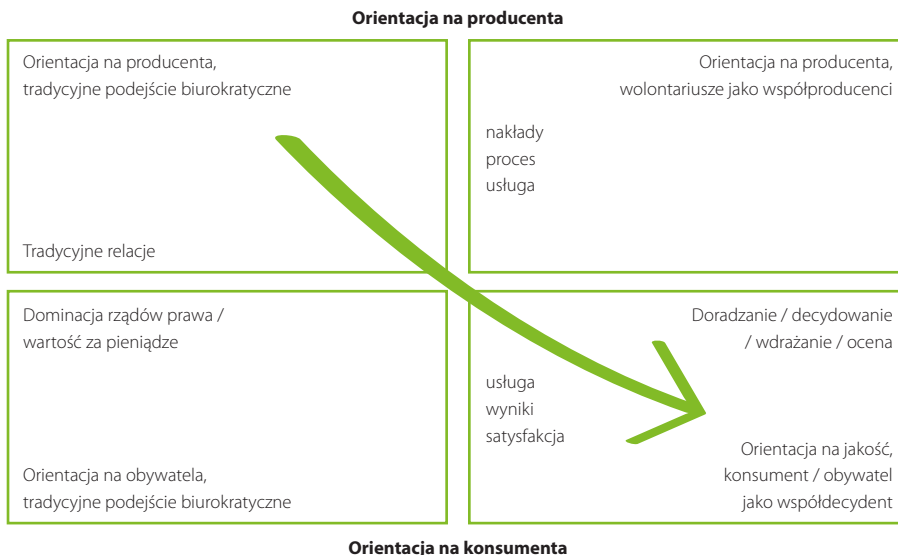 Orientacja na producenta
Orientacja na producenta,
tradycyjne podejście biurokratyczne
Tradycyjne relacje
Orientacja na producenta,
wolontariusze jako współproducenci
nakłady
proces
usługa
Dominacja rządów prawa /
wartość za pieniądze
Orientacja na obywatela,
tradycyjne podejście biurokratyczne
Doradzanie / decydowanie
/ wdrażanie / ocena
usługa
wyniki
satysfakcja
Orientacja na jakość,
konsument / obywatel
jako współdecydent
Orientacja na konsumenta